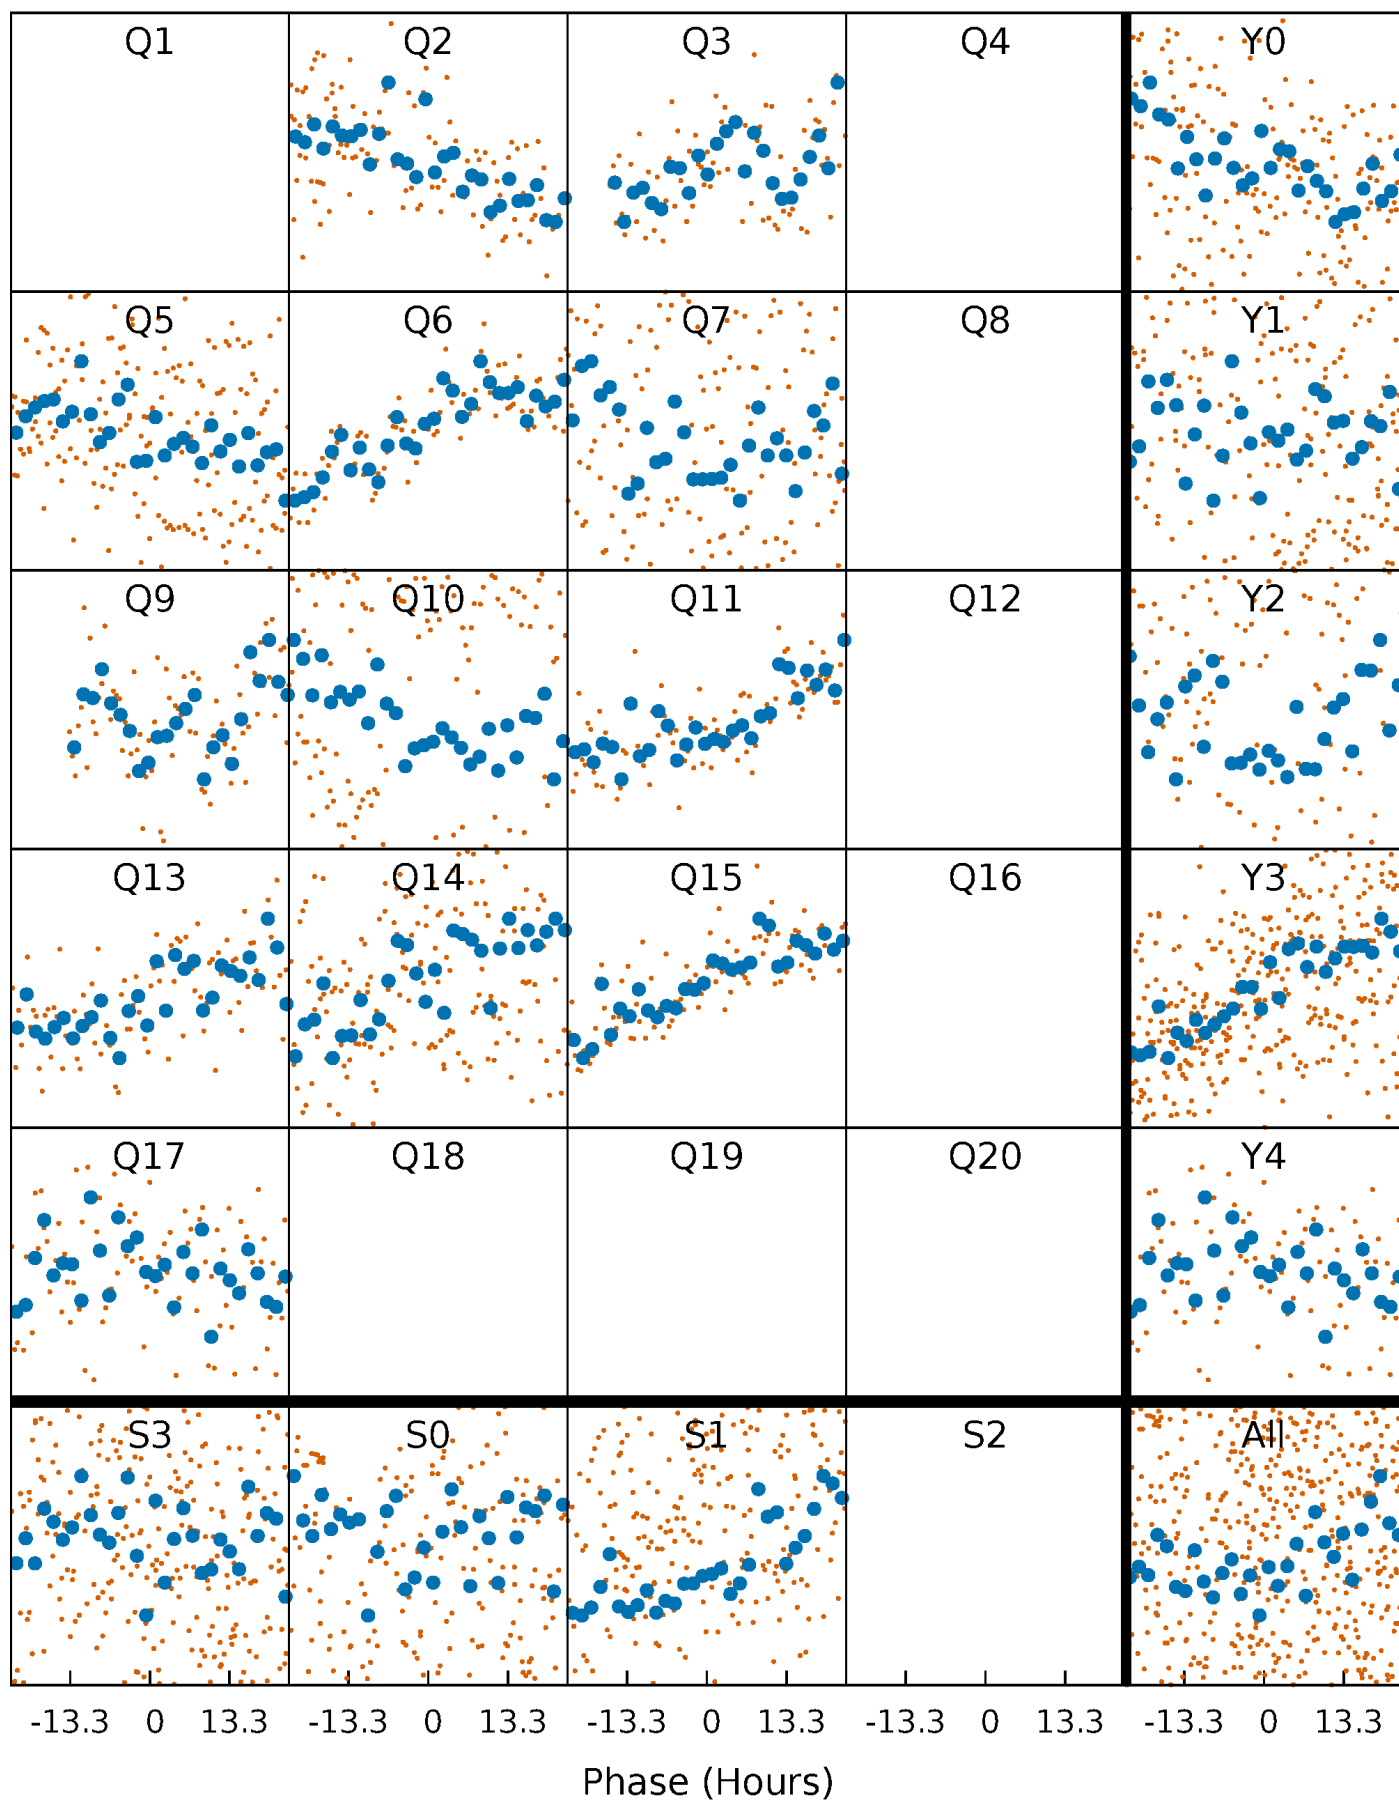 Q1 Q2 Q3 Q4 Y0
Q5 Q6 Q7 Q8 Y1
Q9 Q10 Q11 Q12 Y2
Q13 Q14 Q15 Q16 Y3
Q17 Q18 Q19 Q20 Y4
S3 S0 S1 S2 All
-13.3 0 13.3 -13.3 0 13.3 -13.3 0 13.3 -13.3 0 13.3 -13.3 0 13.3
Phase (Hours)